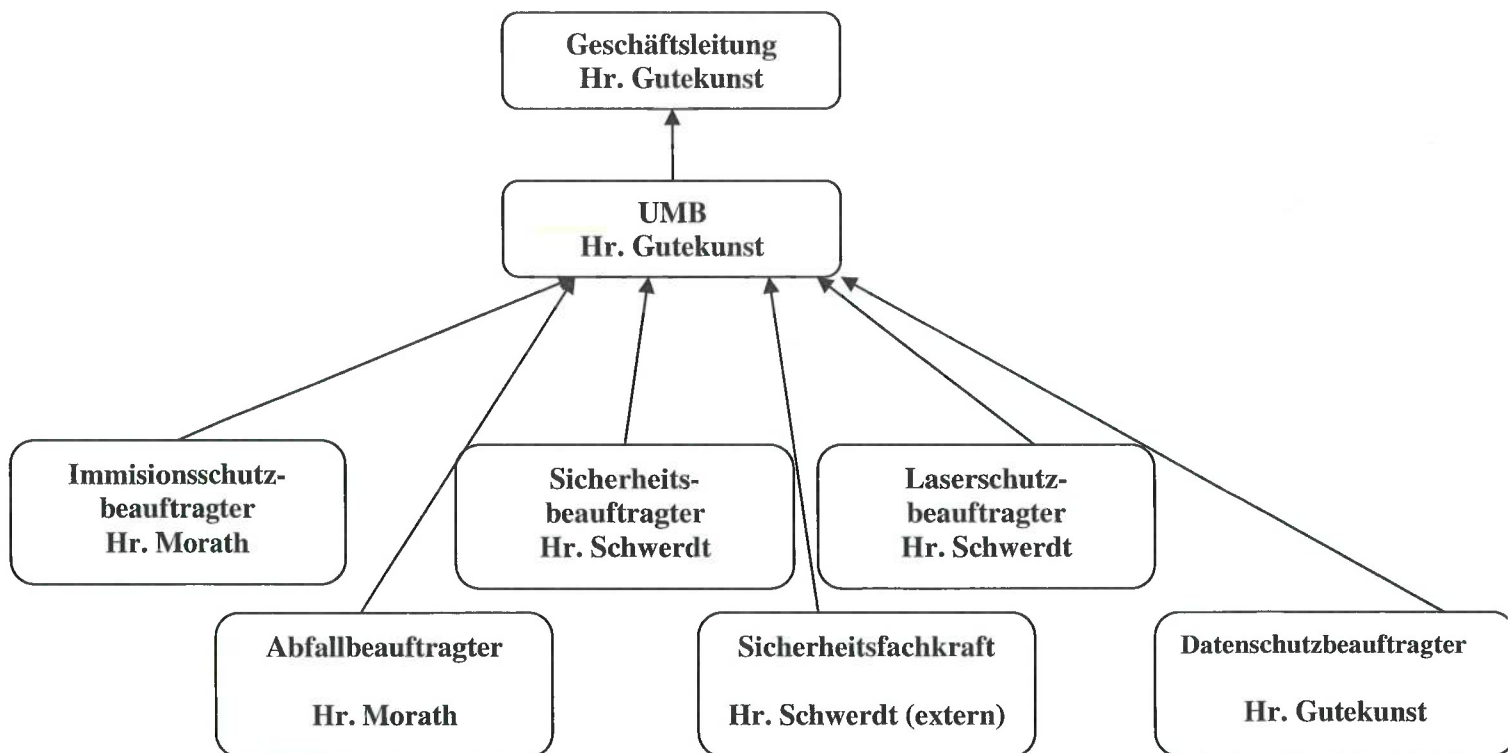 Geschäftsleitung
Hr. Gutekunst
UMB
Hr. Gutekunst
Immisionsschutz-
beauftragter
Hr. Morath
Sicherheits-
beauftragter
Hr. Schwerdt
Laserschutz-
beauftragter
Hr. Schwerdt
Abfallbeauftragter
Hr. Morath
Sicherheitsfachkraft
Hr. Schwerdt (extern)
Datenschutzbeauftragter
Hr. Gutekunst